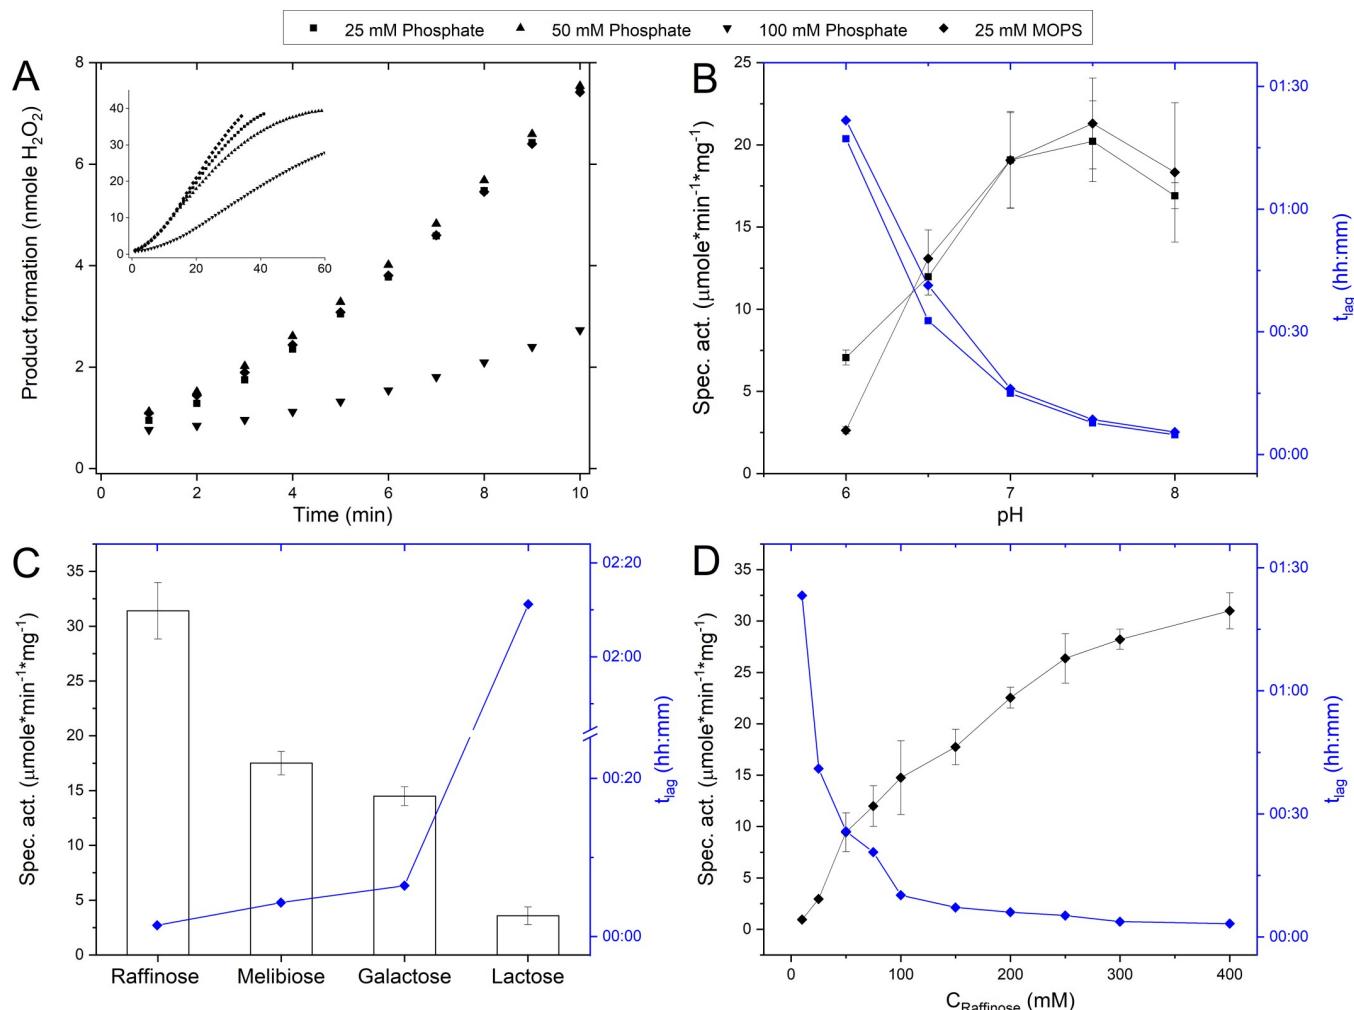 25 mM Phosphate 50 mM Phosphate 100 mM Phosphate 25 mM MOPS
A
Product formation (nmole H₂O₂)
8
6
4
2
0
40
30
20
10
0
0 20 40 60
0 2 4 6 8 10
Time (min)
B
Spec. act. (µmole*min⁻¹*mg⁻¹)
25
20
15
10
5
0
01:30
01:00
00:30
00:00
t_lag (hh:mm)
6 7 8
pH
C
Spec. act. (µmole*min⁻¹*mg⁻¹)
35
30
25
20
15
10
5
0
02:20
02:00
00:20
00:00
t_lag (hh:mm)
Raffinose Melibiose Galactose Lactose
D
Spec. act. (µmole*min⁻¹*mg⁻¹)
35
30
25
20
15
10
5
0
01:30
01:00
00:30
00:00
t_lag (hh:mm)
0 100 200 300 400
C_Raffinose (mM)